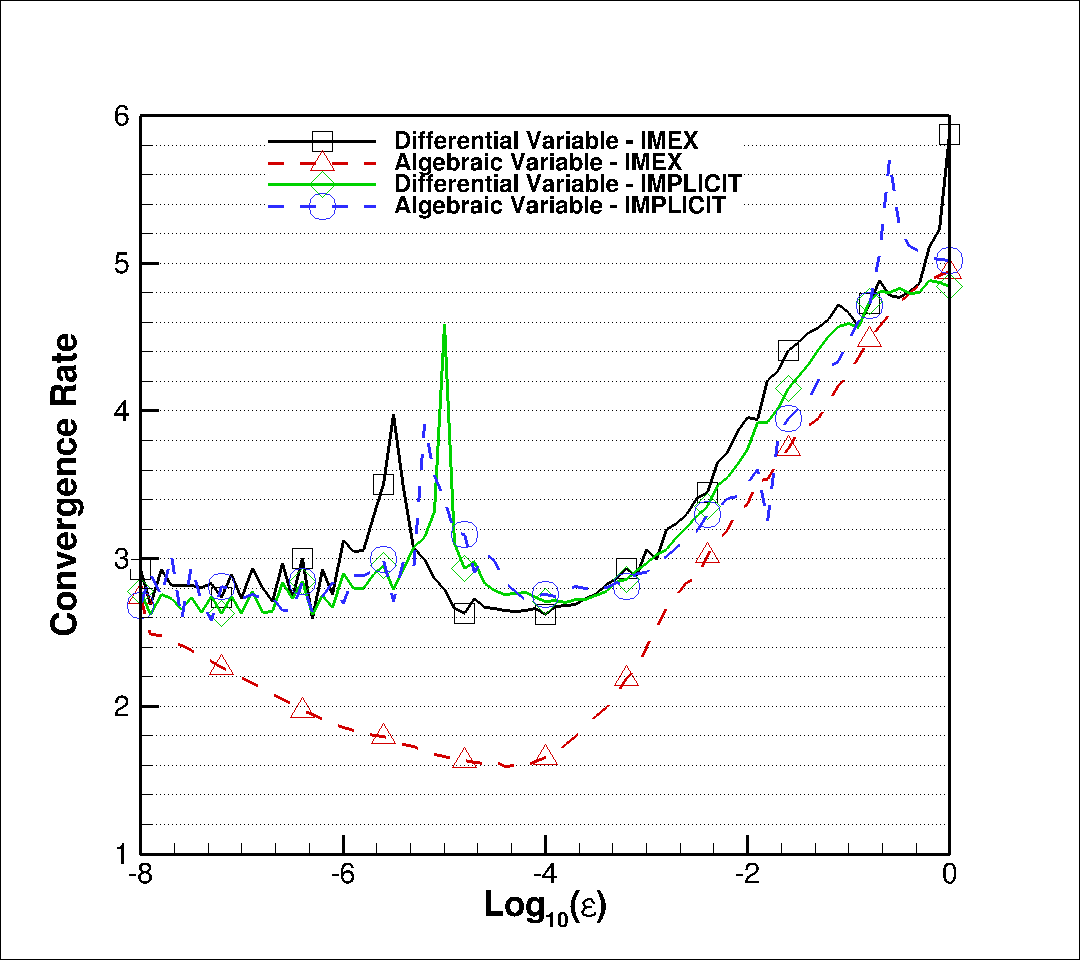 6
Differential Variable - IMEX
Algebraic Variable - IMEX
Differential Variable - IMPLICIT
Algebraic Variable - IMPLICIT
5
4
3
2
1
Convergence Rate
-8 -6 -4 -2 0
Log10(ε)